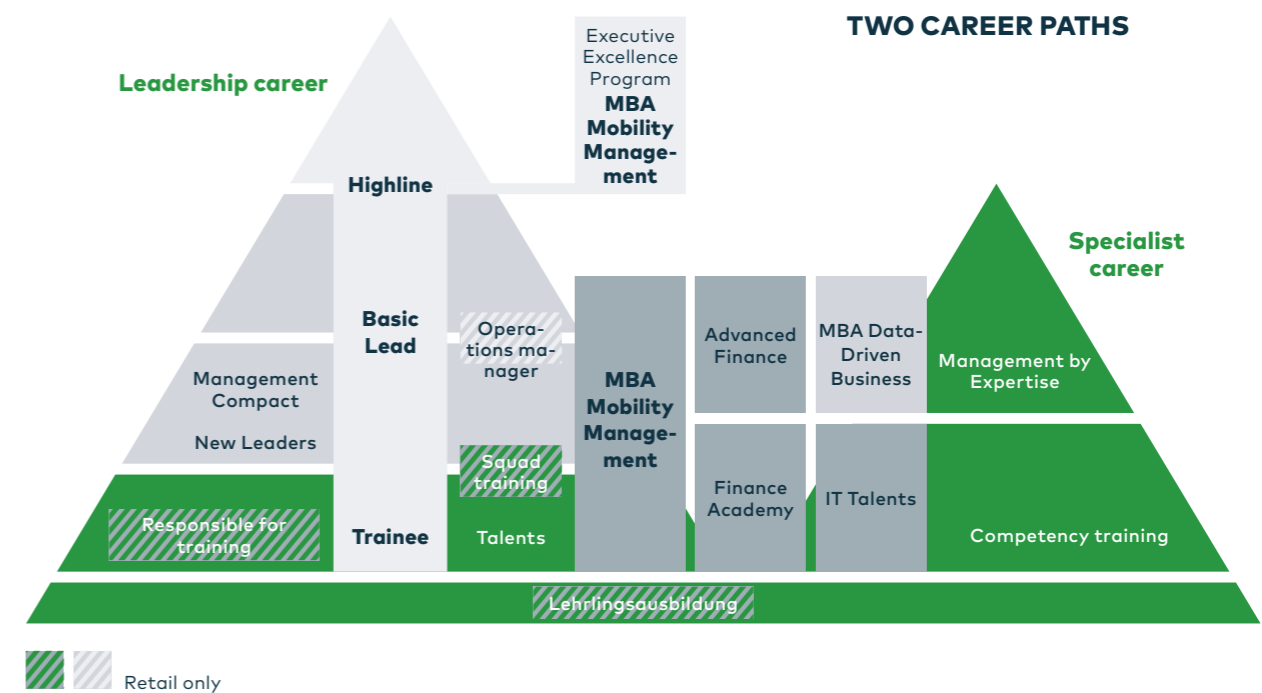 TWO CAREER PATHS
Leadership career
Executive
Excellence
Program
MBA
Mobility
Manage-
ment
Highline
Specialist
career
Basic
Lead
Opera-
tions ma-
nager
Management
Compact
New Leaders
MBA
Mobility
Manage-
ment
Advanced
Finance
MBA Data-
Driven
Business
Management by
Expertise
Squad
training
Responsible for
training
Trainee
Talents
Finance
Academy
IT Talents
Competency training
Lehrlingsausbildung
Retail only